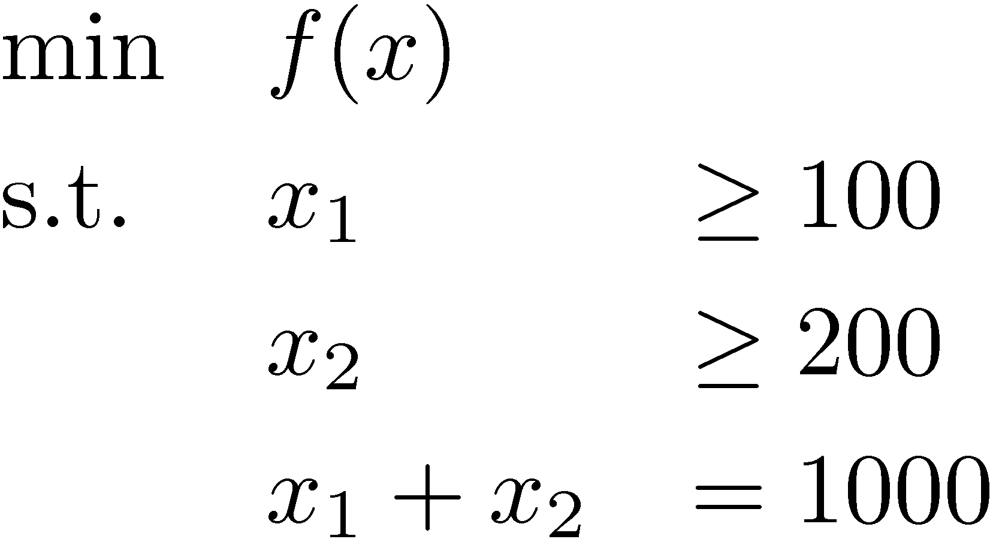 min f(x)
s.t. x₁ ≥ 100
x₂ ≥ 200
x₁ + x₂ = 1000